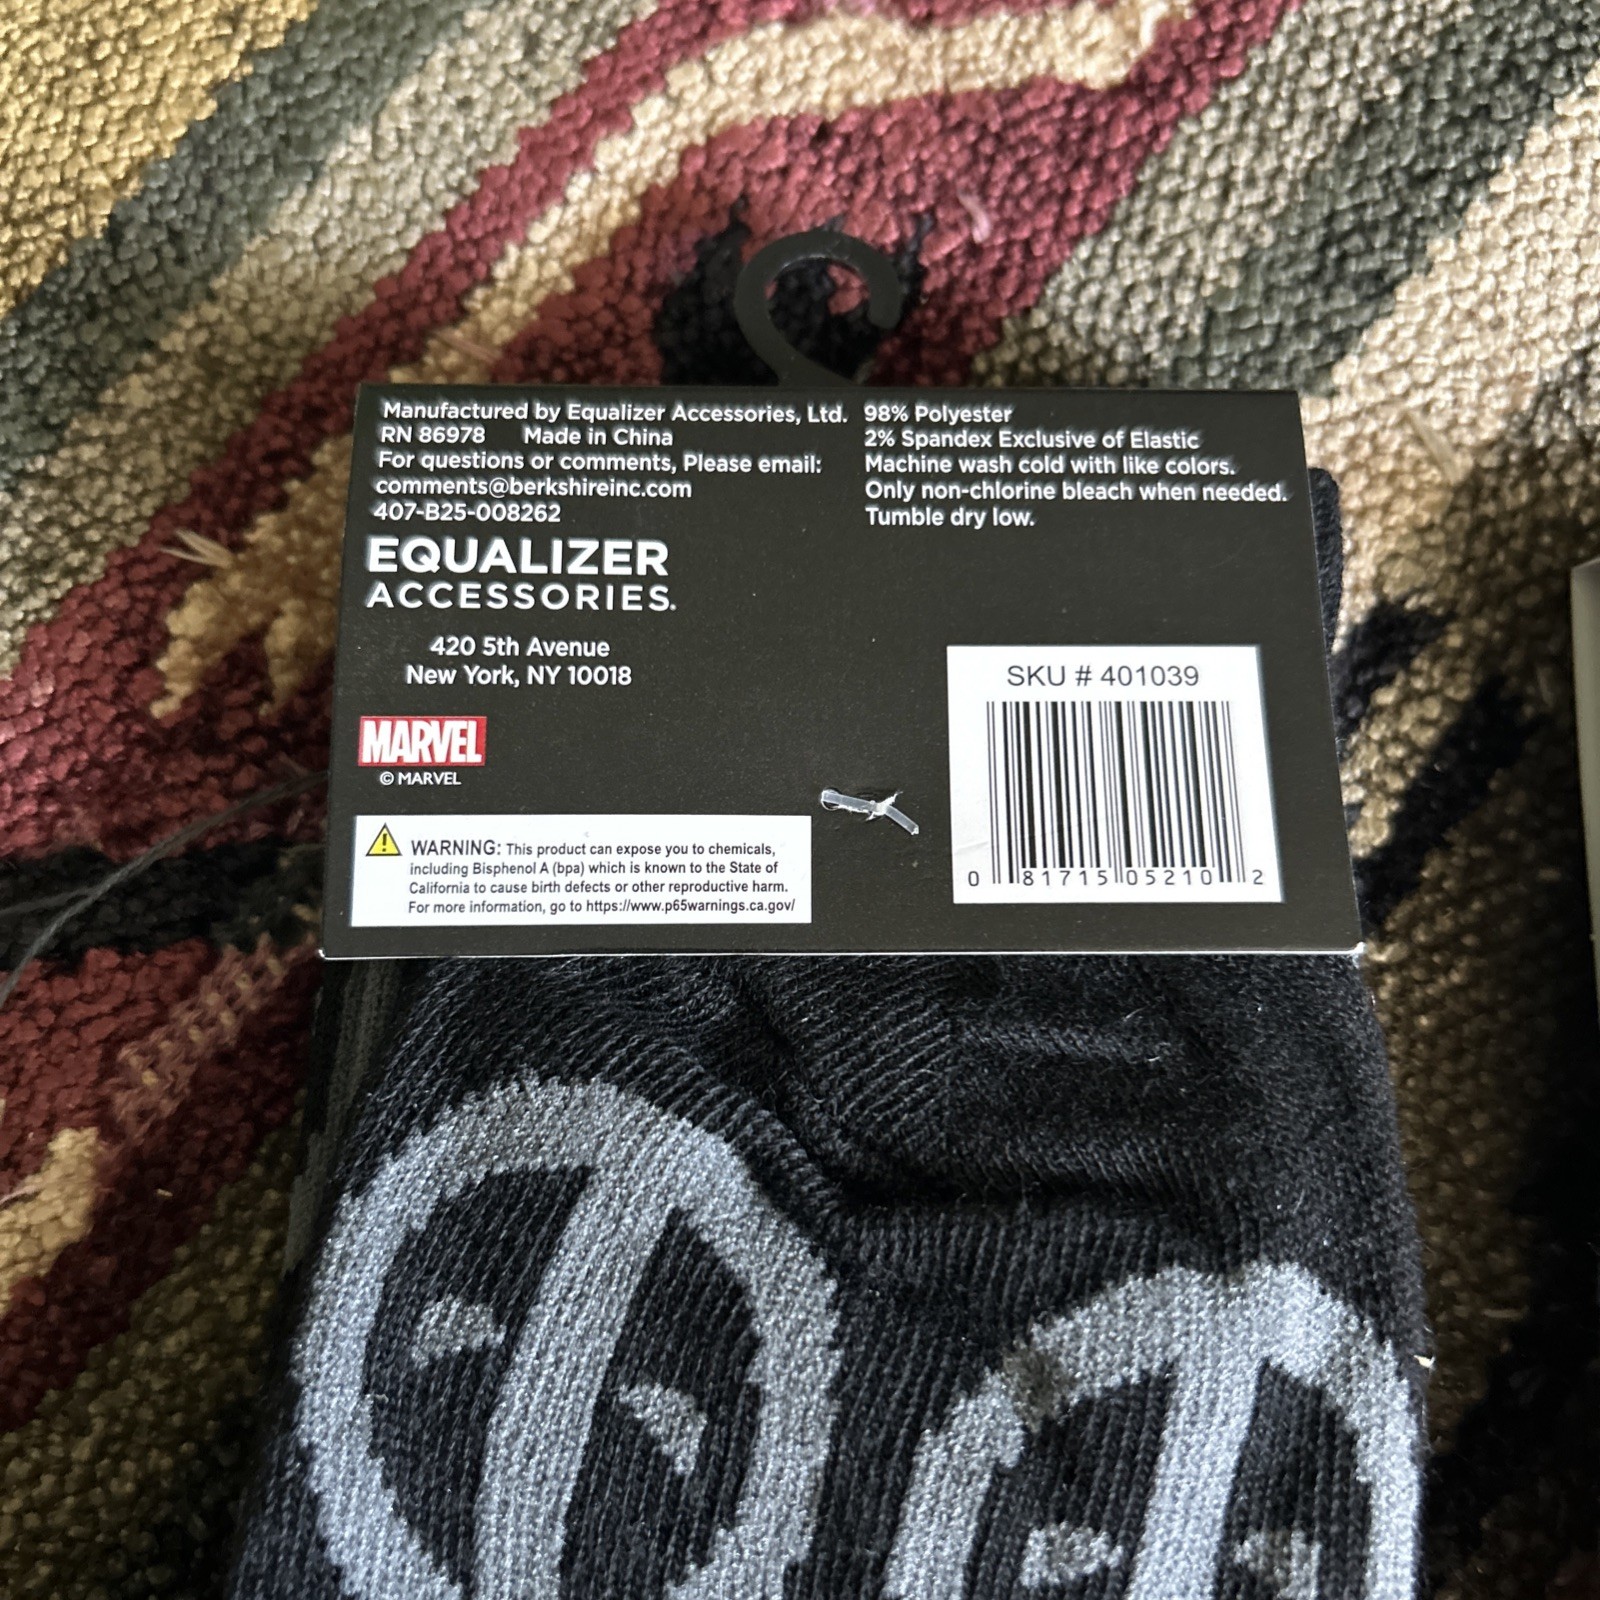 Manufactured by Equalizer Accessories, Ltd.
RN 86978 Made in China
For questions or comments, Please email:
comments@berkshireinc.com
407-B25-008262
EQUALIZER
ACCESSORIES.
420 5th Avenue
New York, NY 10018
MARVEL
© MARVEL
WARNING: This product can expose you to chemicals,
including Bisphenol A (bpa) which is known to the State of
California to cause birth defects or other reproductive harm.
For more information, go to https://www.p65warnings.ca.gov/
98% Polyester
2% Spandex Exclusive of Elastic
Machine wash cold with like colors.
Only non-chlorine bleach when needed.
Tumble dry low.
SKU # 401039
0 81715 05210 2